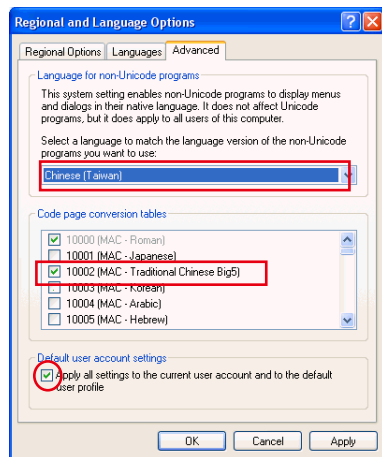 Regional and Language Options
Regional Options Languages Advanced
Language for non-Unicode programs
This system setting enables non-Unicode programs to display menus
and dialogs in their native language. It does not affect Unicode
programs, but it does apply to all users of this computer.
Select a language to match the language version of the non-Unicode
programs you want to use:
Chinese (Taiwan)
Code page conversion tables
10000 (MAC - Roman)
10001 (MAC - Japanese)
10002 (MAC - Traditional Chinese Big5)
10003 (MAC - Korean)
10004 (MAC - Arabic)
10005 (MAC - Hebrew)
Default user account settings
Apply all settings to the current user account and to the default
user profile
OK Cancel Apply